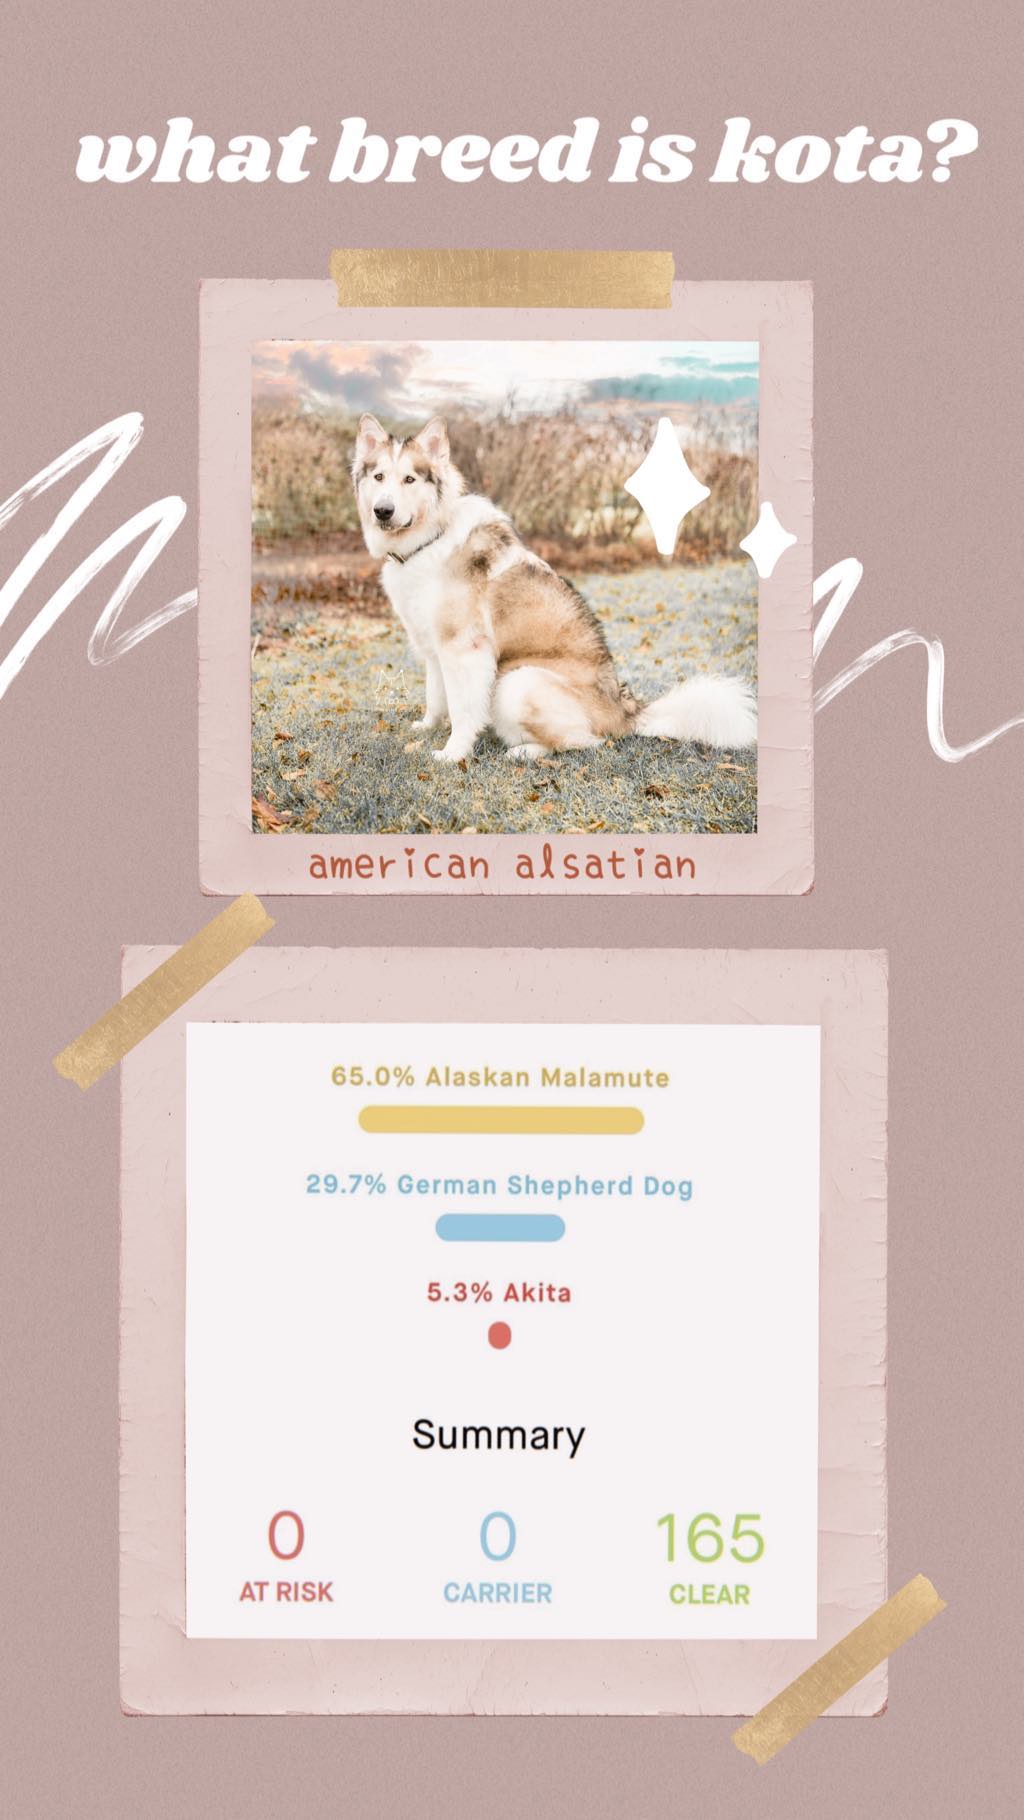 what breed is kota?
american alsatian
65.0% Alaskan Malamute
29.7% German Shepherd Dog
5.3% Akita
Summary
0 0 165
AT RISK CARRIER CLEAR